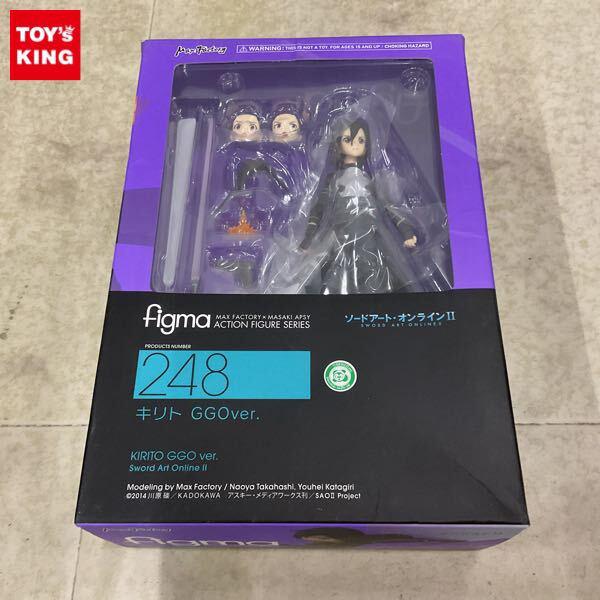 TOY'S
KING
Max Factory
WARNING: THIS IS NOT A TOY. FOR AGES 15 AND UP / CHOKING HAZARD
figma
MAX FACTORY × MASAKI APSY
ACTION FIGURE SERIES
ソードアート・オンラインII
SWORD ART ONLINE II
PRODUCTS NUMBER
248
キリト GGOver.
KIRITO GGO ver.
Sword Art Online II
Modeling by Max Factory / Naoya Takahashi, Youhei Katagiri
©2014 川原 礫/KADOKAWA アスキー・メディアワークス刊/SAOII Project
Max Factory
figma